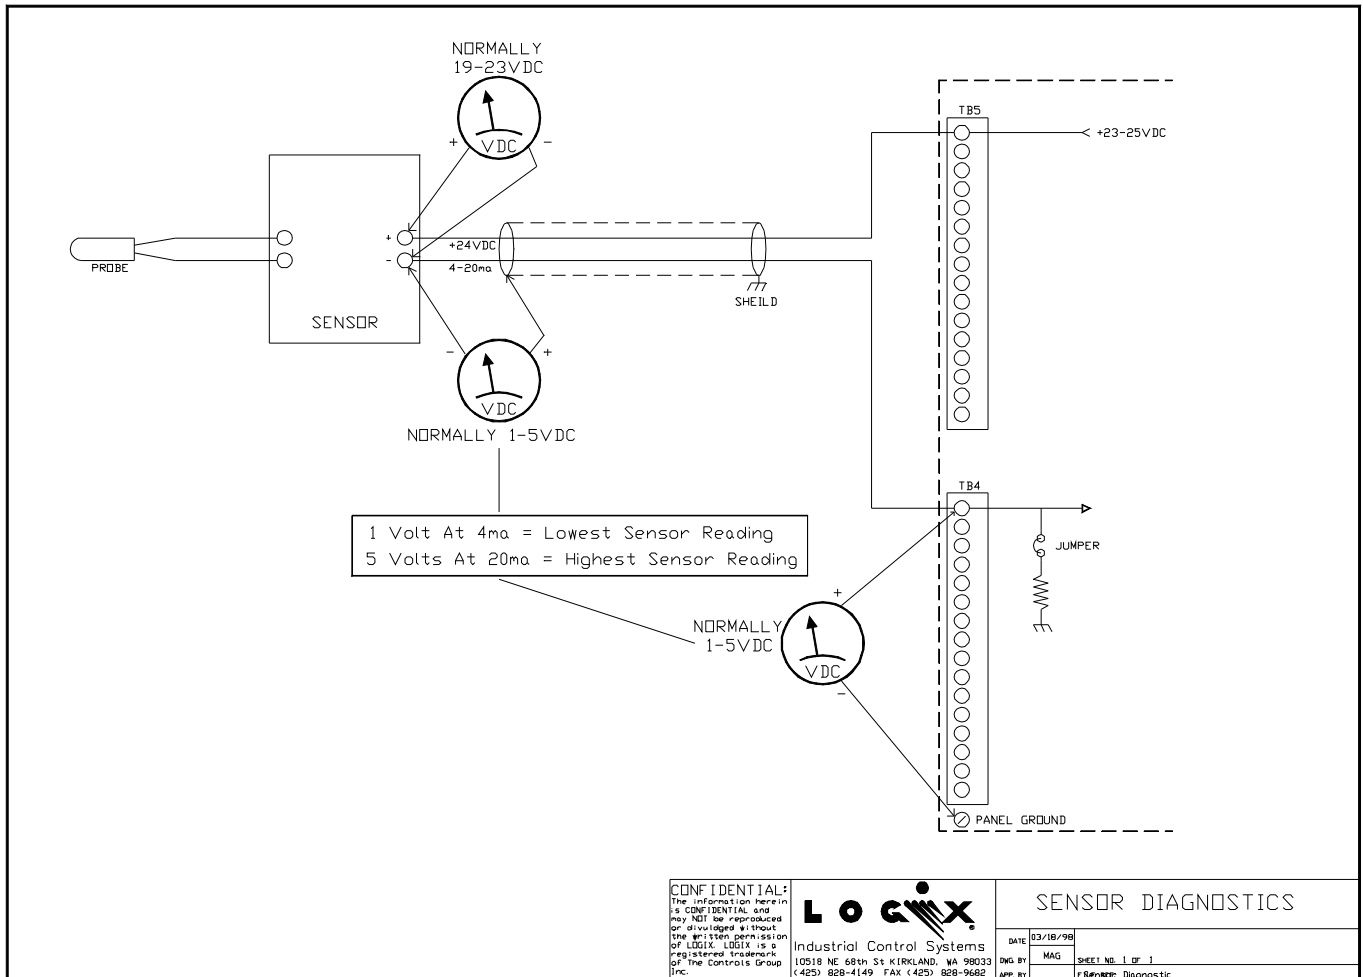 NORMALLY
19-23VDC
VDC
+
-
TB5
< +23-25VDC
+
-
+24VDC
4-20ma
PROBE
SENSOR
SHEILD
-
+
VDC
NORMALLY 1-5VDC
1 Volt At 4ma = Lowest Sensor Reading
5 Volts At 20ma = Highest Sensor Reading
TB4
JUMPER
+
NORMALLY
1-5VDC
VDC
-
PANEL GROUND
CONFIDENTIAL:
The information herein
is CONFIDENTIAL and
may NOT be reproduced
or divuldged without
the written permission
of LOGIX. LOGIX is a
registered trademark
of The Controls Group
Inc.
LOGIX
®
Industrial Control Systems
10518 NE 68th St KIRKLAND, WA 98033
(425) 828-4149 FAX (425) 828-9682
SENSOR DIAGNOSTICS
DATE 03/18/98
DWG BY MAG SHEET NO. 1 OF 1
APP. BY Diagnostic